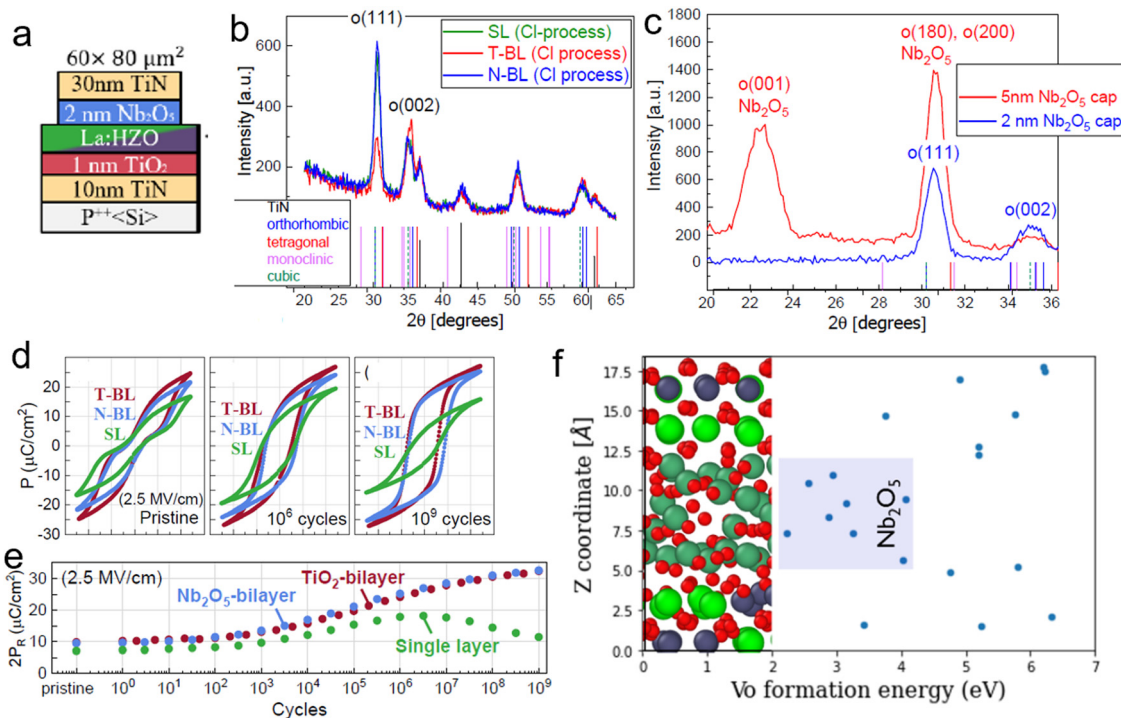 a
60× 80 μm²
30nm TiN
2 nm Nb₂O₅
La:HZO
1 nm TiO₂
10nm TiN
P⁺⁺<Si>
b
o(111)
SL (Cl-process)
T-BL (Cl process)
N-BL (Cl process)
o(002)
Intensity [a.u.]
600
400
200
TiN
orthorhombic
tetragonal
monoclinic
cubic
20 25 30 35 40 45 50 55 60 65
2θ [degrees]
c
o(180), o(200)
Nb₂O₅
o(001)
Nb₂O₅
5nm Nb₂O₅ cap
2 nm Nb₂O₅ cap
o(111)
o(002)
Intensity [a.u.]
1800
1600
1400
1200
1000
800
600
400
200
0
20 22 24 26 28 30 32 34 36
2θ [degrees]
d
P (μC/cm²)
20
10
0
-10
-20
-30
T-BL
N-BL
SL
(2.5 MV/cm)
Pristine
T-BL
N-BL
SL
10⁶ cycles
(
T-BL
N-BL
SL
10⁹ cycles
e
2P_R (μC/cm²)
30
20
10
0
(2.5 MV/cm)
TiO₂-bilayer
Nb₂O₅-bilayer
Single layer
pristine 10⁰ 10¹ 10² 10³ 10⁴ 10⁵ 10⁶ 10⁷ 10⁸ 10⁹
Cycles
f
Z coordinate [Å]
17.5
15.0
12.5
10.0
7.5
5.0
2.5
0.0
Nb₂O₅
0 1 2 3 4 5 6 7
Vo formation energy (eV)